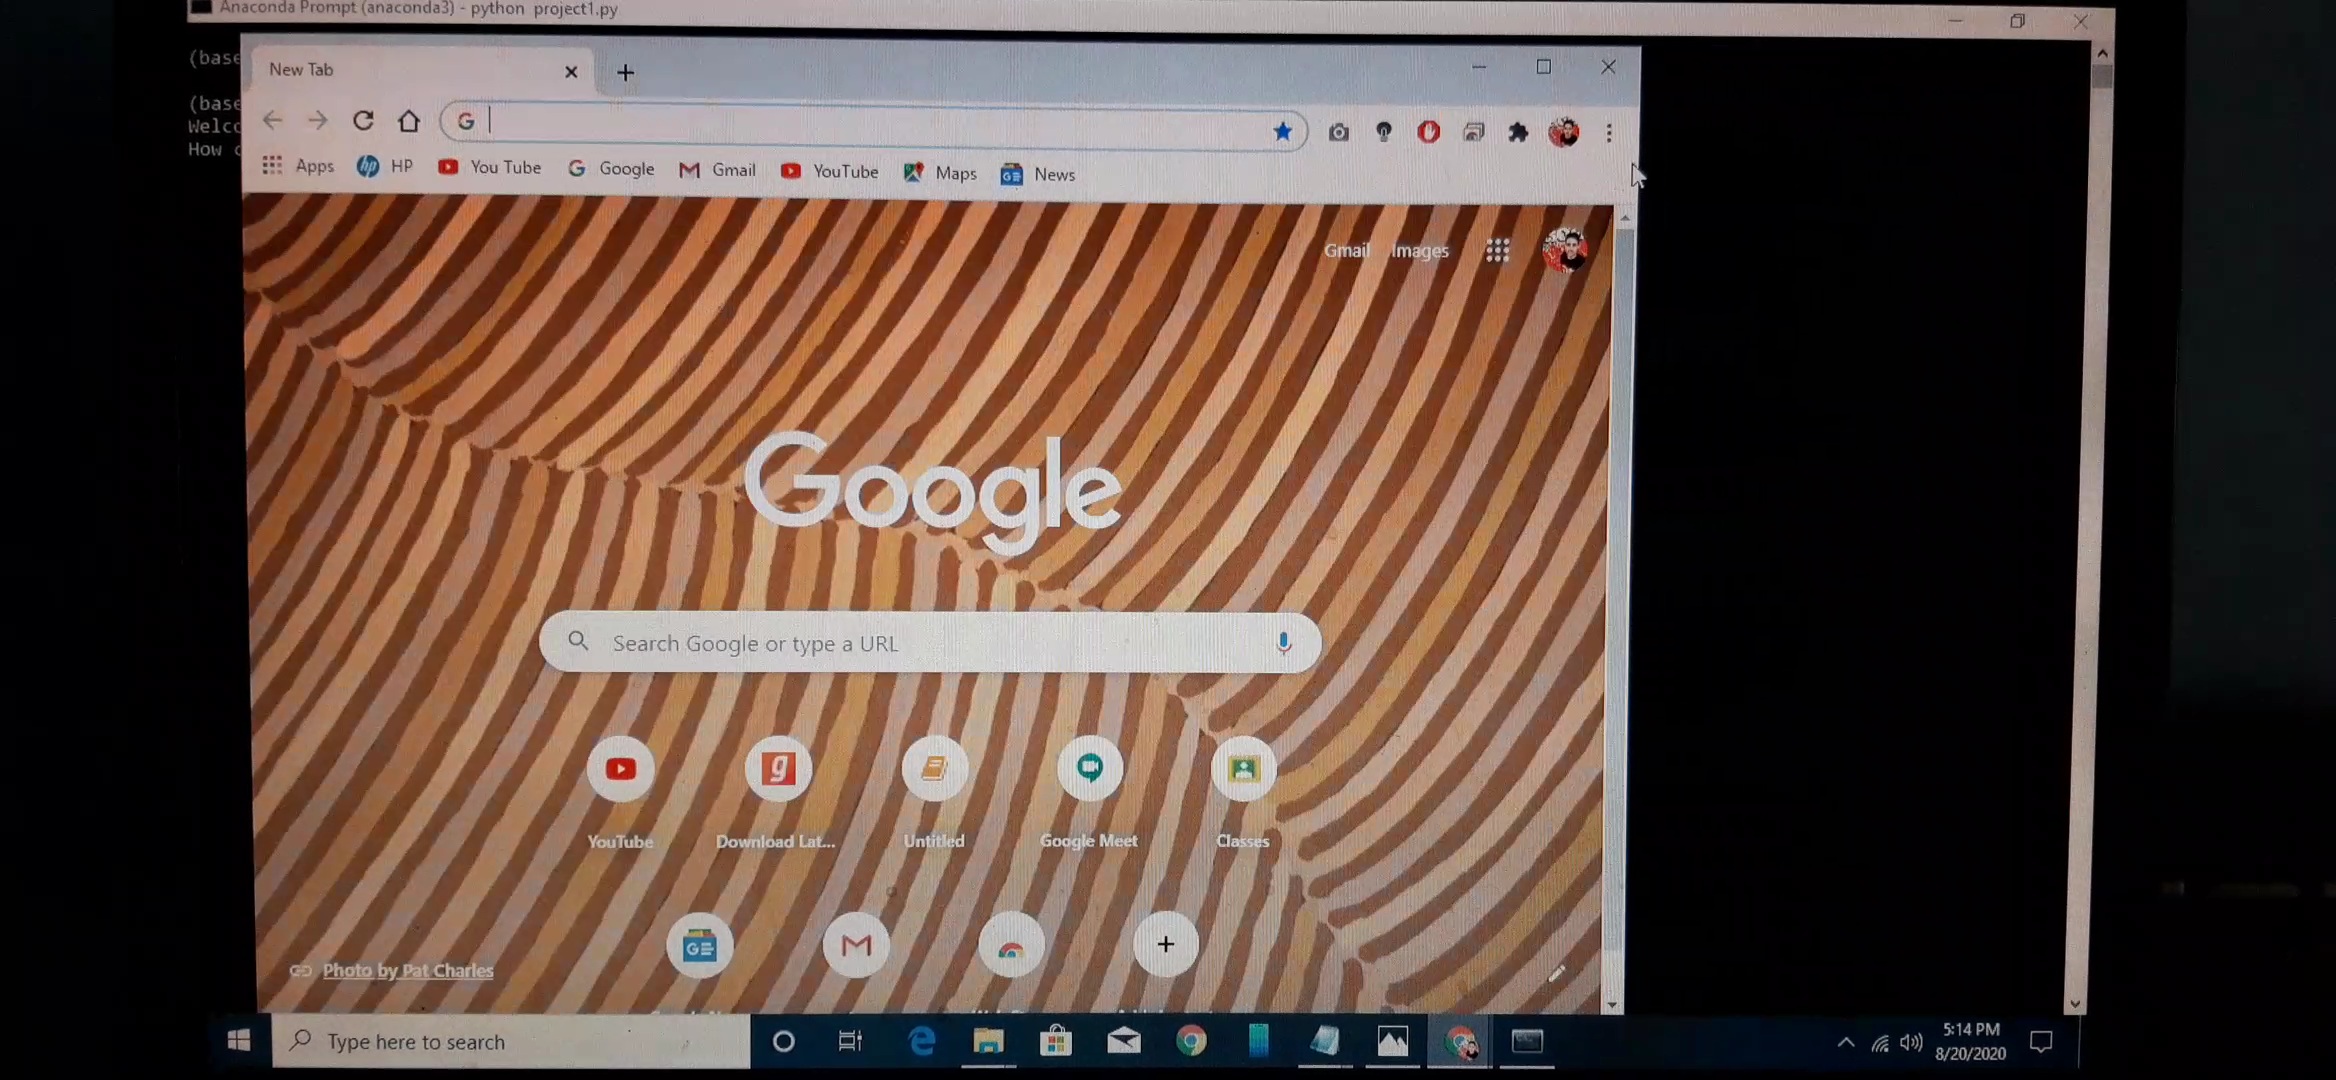 Anaconda Prompt (anaconda3) - python project1.py
(base
New Tab
(base
Welco
How
Apps HP You Tube Google Gmail YouTube Maps News
Gmail Images
Google
Search Google or type a URL
YouTube Download Lat... Untitled Google Meet Classes
Photo by Pat Charles
Type here to search
5:14 PM
8/20/2020